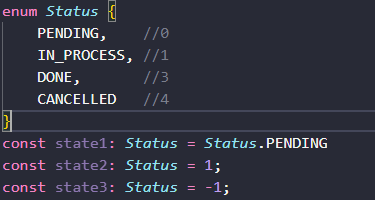 enum Status {
PENDING, //0
IN_PROCESS, //1
DONE, //3
CANCELLED //4
}
const state1: Status = Status.PENDING
const state2: Status = 1;
const state3: Status = -1;